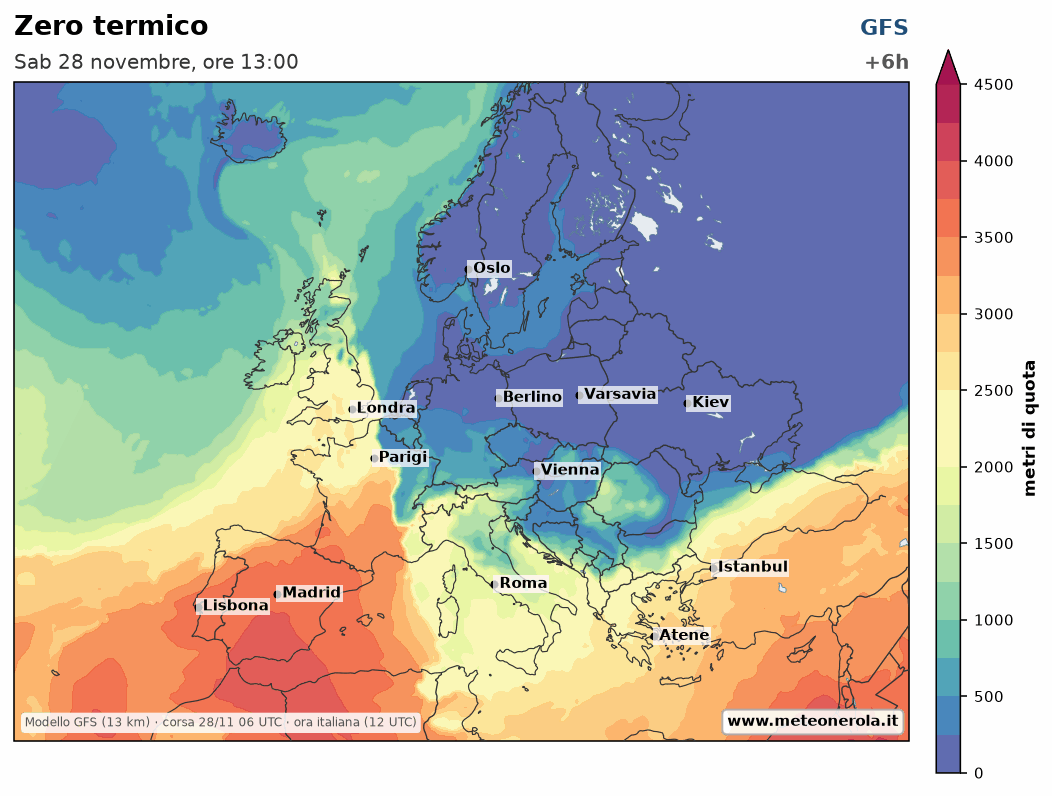 Zero termico
GFS
Sab 28 novembre, ore 13:00
+6h
4500
4000
3500
3000
2500
2000
1500
1000
500
0
metri di quota
Oslo
Berlino
Varsavia
Kiev
Londra
Parigi
Vienna
Istanbul
Roma
Madrid
Lisbona
Atene
Modello GFS (13 km) · corsa 28/11 06 UTC · ora italiana (12 UTC)
www.meteonerola.it